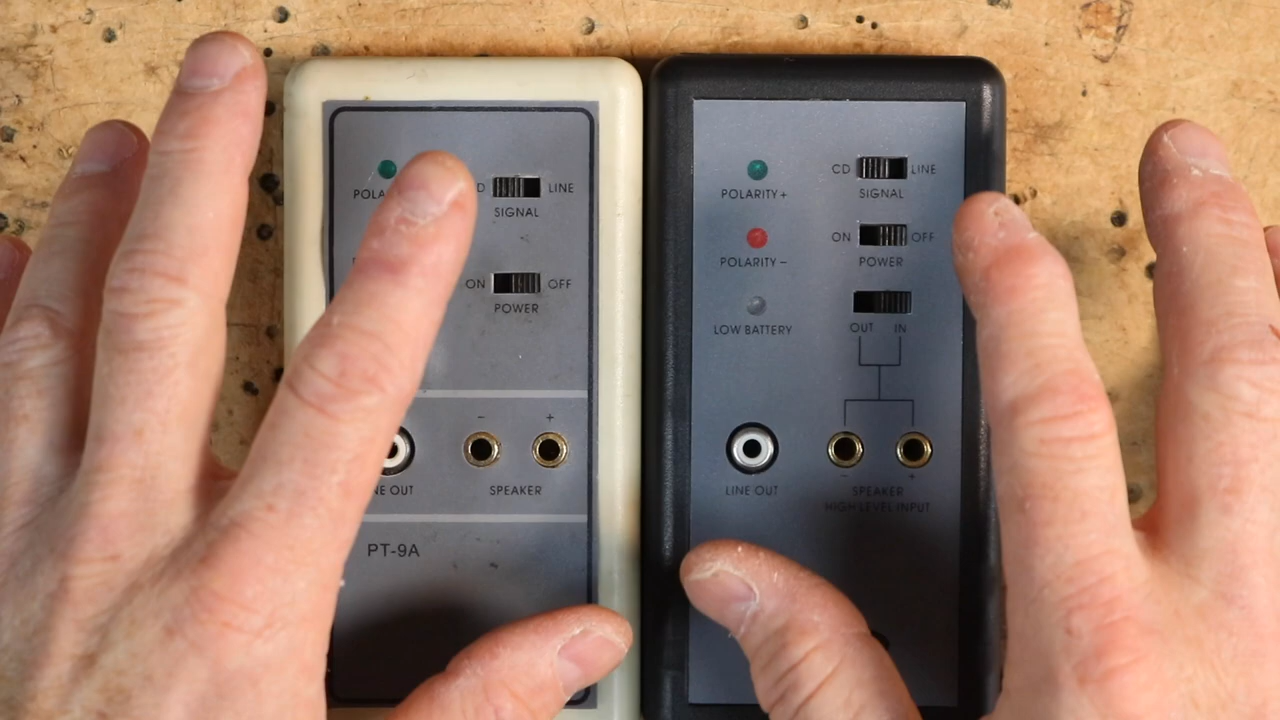 D LINE
SIGNAL
ON OFF
POWER
− +
NE OUT SPEAKER
PT-9A
CD LINE
POLARITY+ SIGNAL
ON OFF
POLARITY− POWER
LOW BATTERY OUT IN
LINE OUT
− +
SPEAKER
HIGH LEVEL INPUT